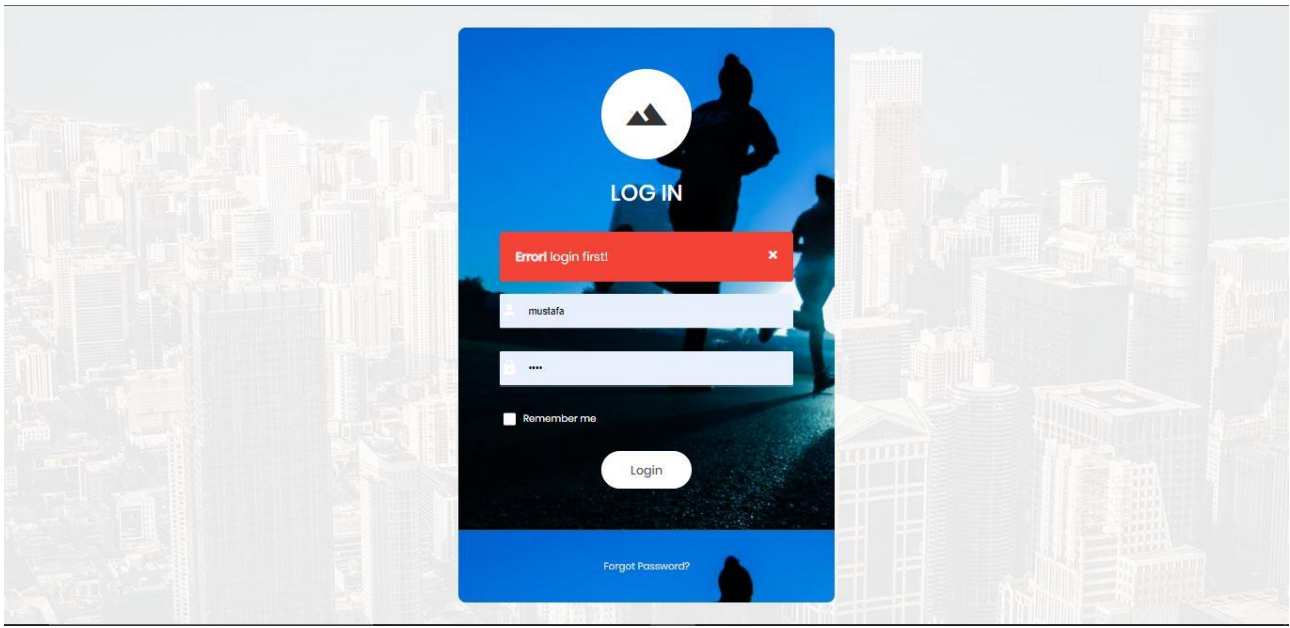 LOG IN
Error! login first! ×
mustafa
••••
Remember me
Login
Forgot Password?